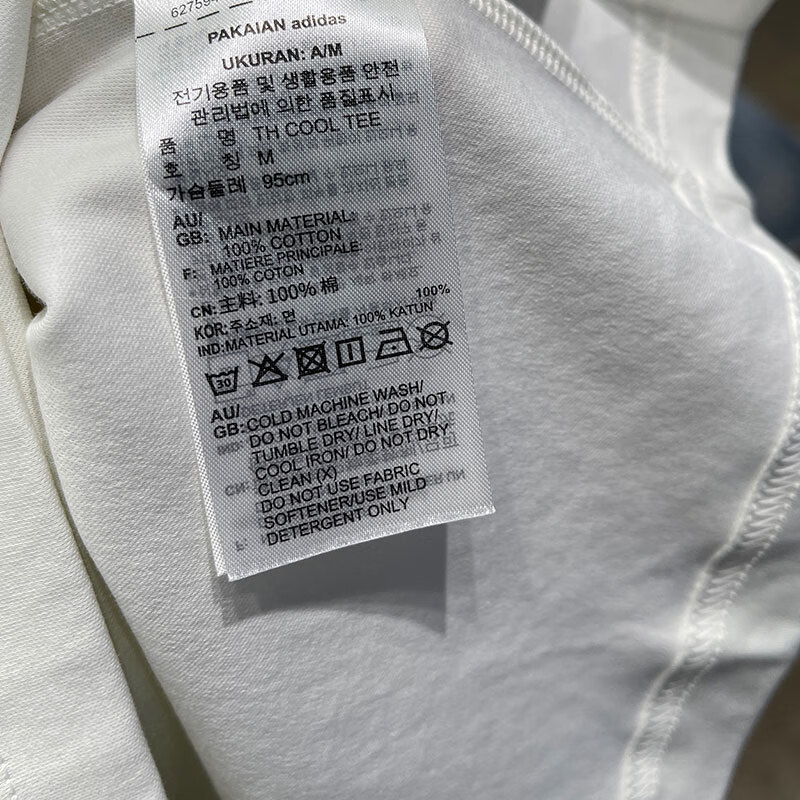 627594
PAKAIAN adidas
UKURAN: A/M
전기용품 및 생활용품 안전
관리법에 의한 품질표시
품 명 TH COOL TEE
호 칭 M
가슴둘레 95cm
AU/
GB: MAIN MATERIAL:
100% COTTON
F: MATIERE PRINCIPALE:
100% COTON
CN: 主料: 100% 棉
KOR: 주소재: 면 100%
IND: MATERIAL UTAMA: 100% KATUN
30
AU/
GB: COLD MACHINE WASH/
DO NOT BLEACH/ DO NOT
TUMBLE DRY/ LINE DRY/
COOL IRON/ DO NOT DRY
CLEAN (X)
DO NOT USE FABRIC
SOFTENER/USE MILD
DETERGENT ONLY